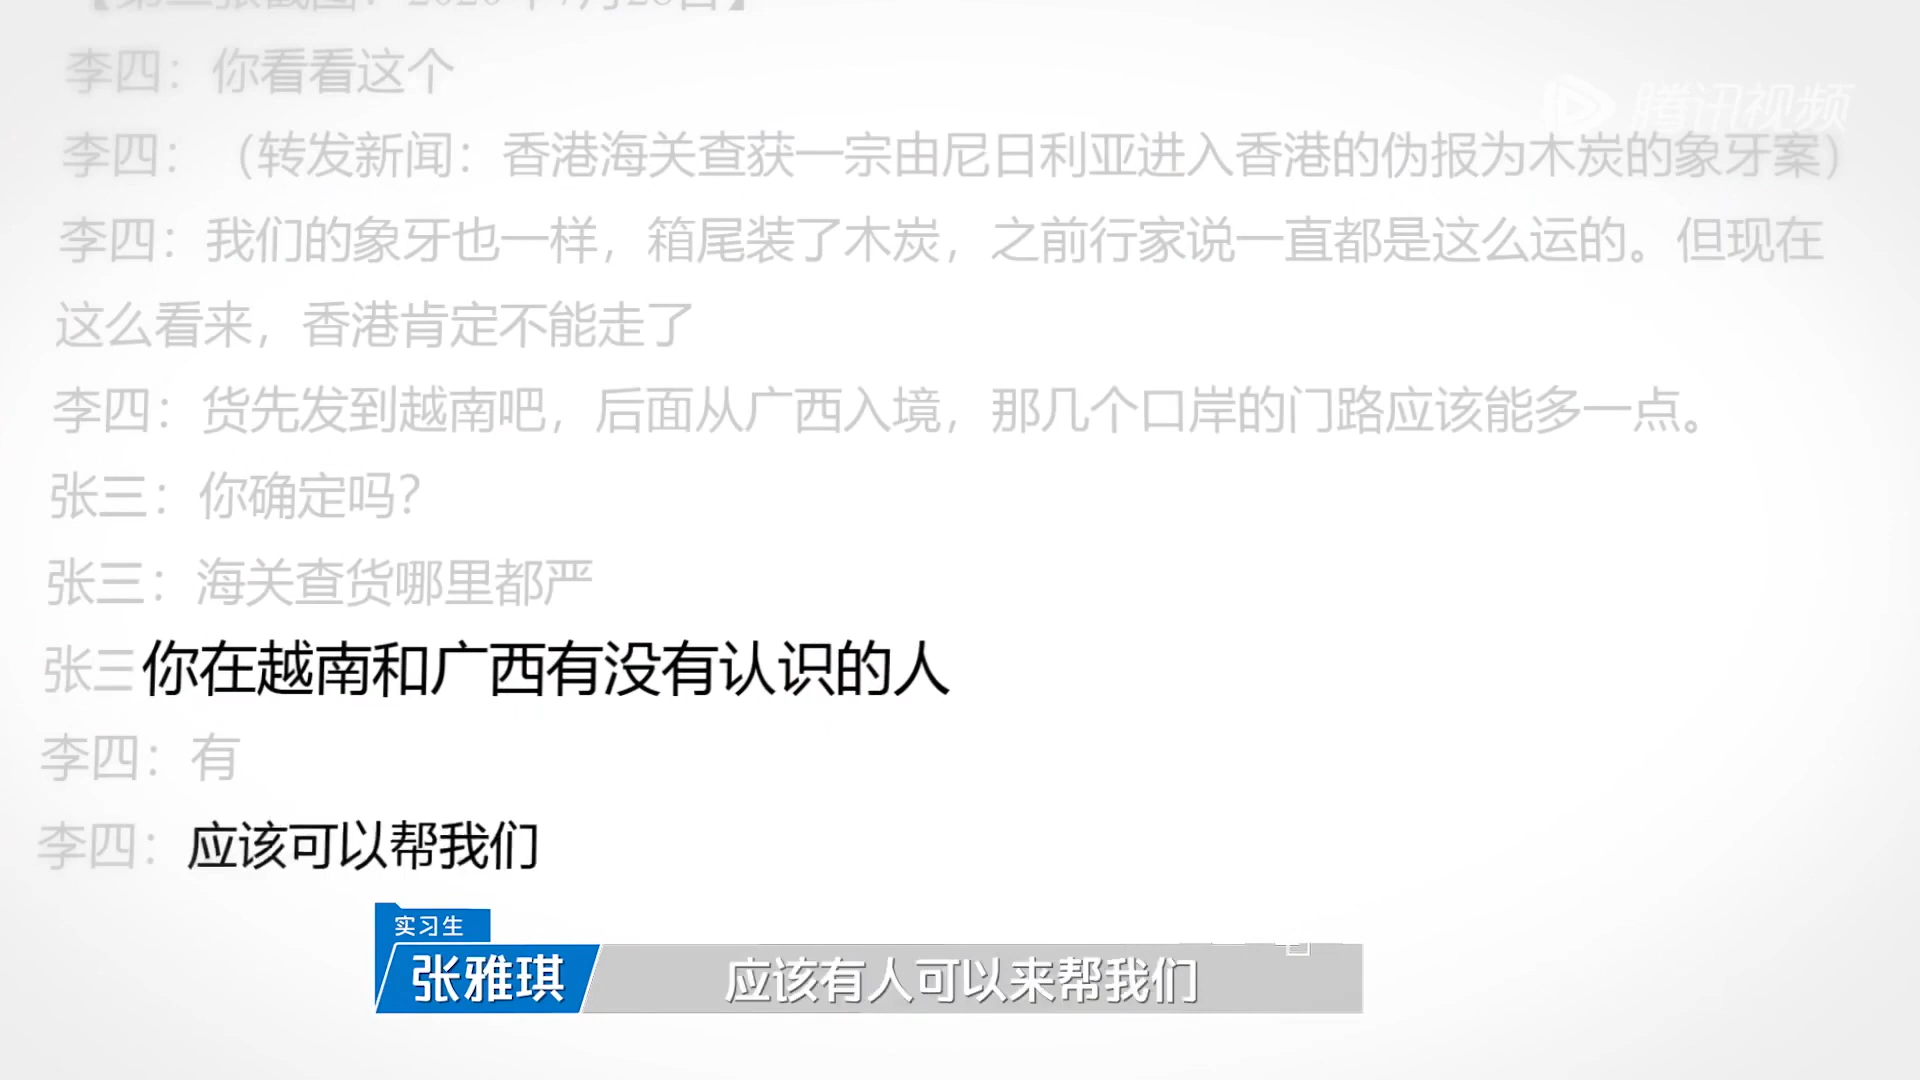 李四：你看看这个
腾讯视频
李四：（转发新闻：香港海关查获一宗由尼日利亚进入香港的伪报为木炭的象牙案）
李四：我们的象牙也一样，箱尾装了木炭，之前行家说一直都是这么运的。但现在
这么看来，香港肯定不能走了
李四：货先发到越南吧，后面从广西入境，那几个口岸的门路应该能多一点。
张三：你确定吗？
张三：海关查货哪里都严
张三你在越南和广西有没有认识的人
李四：有
李四：应该可以帮我们
实习生
张雅琪 应该有人可以来帮我们